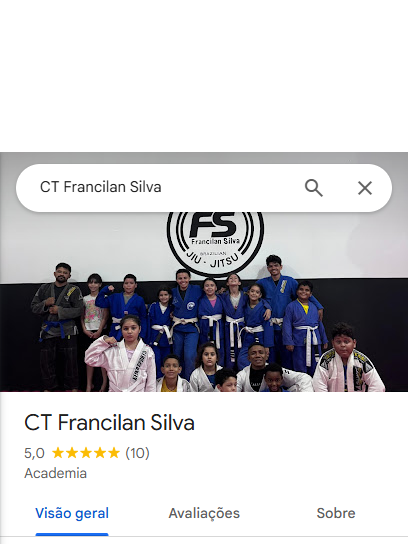 CT Francilan Silva
FS
Francilan Silva
BRAZILIAN
JIU - JITSU
CT Francilan Silva
5,0 ★★★★★ (10)
Academia
Visão geral Avaliações Sobre